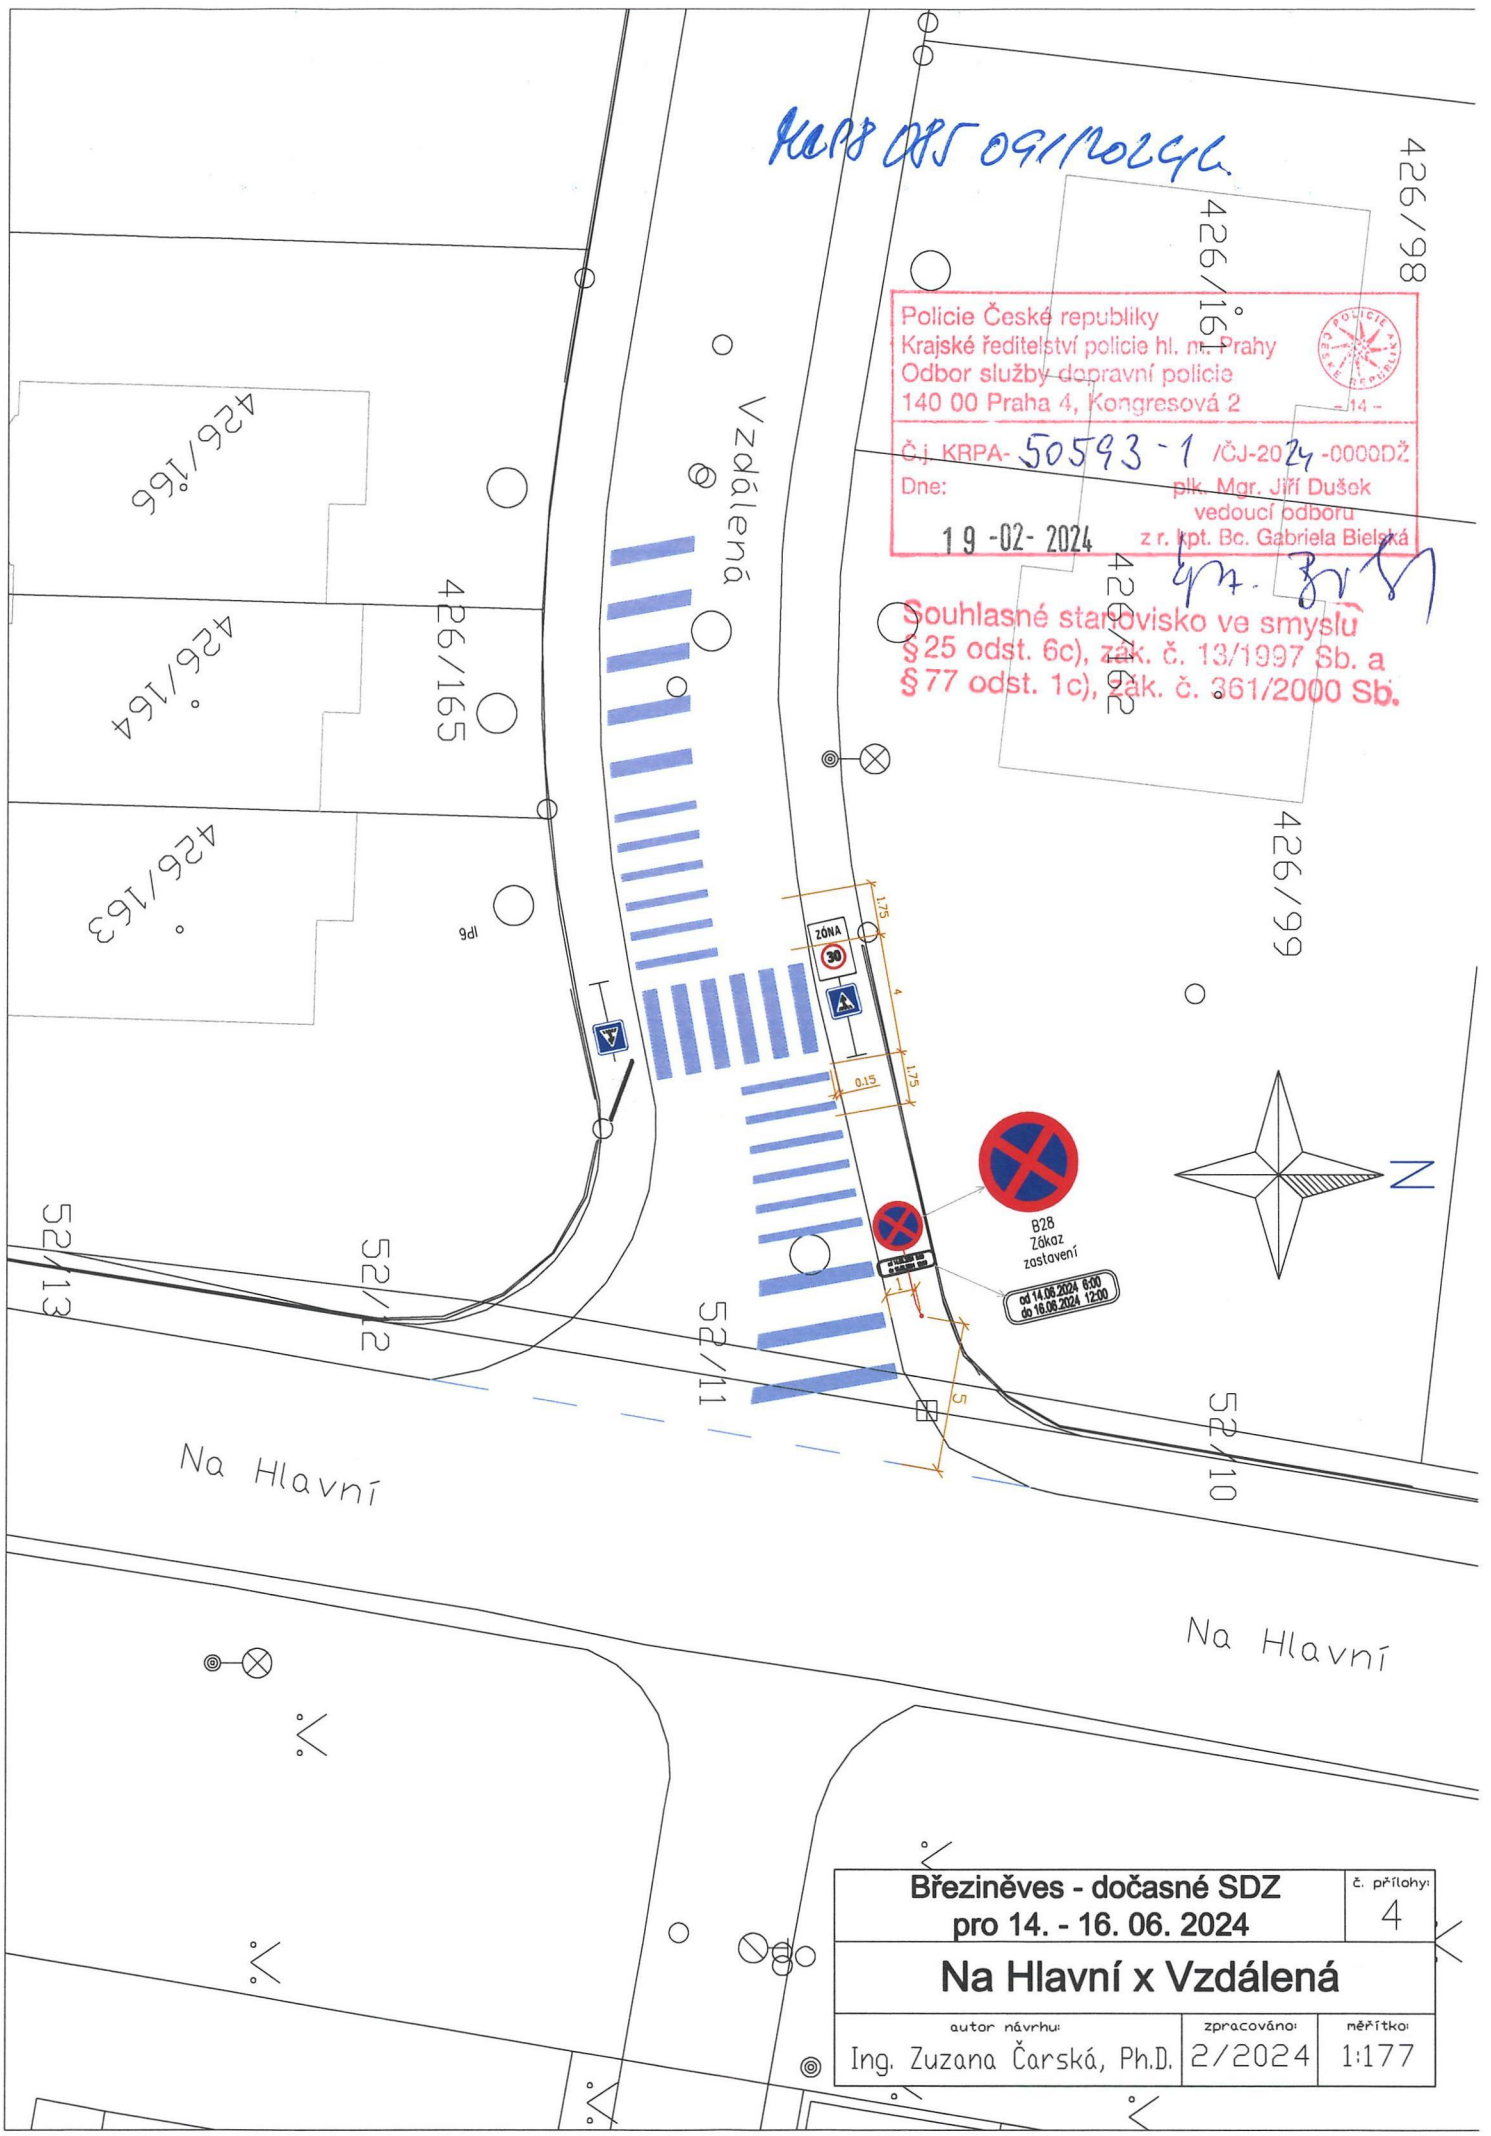 426/98
426/161
Policie České republiky
Krajské ředitelství policie hl. m. Prahy
Odbor služby dopravní policie
140 00 Praha 4, Kongresová 2
POLICIE ČESKÉ REPUBLIKY
- 14 -
Č.j. KRPA- 50593-1 /ČJ-2024-0000DŽ
Dne:
plk. Mgr. Jiří Dušek
vedoucí odboru
19 -02- 2024
z r. kpt. Bc. Gabriela Bielská
Souhlasné stanovisko ve smyslu
§ 25 odst. 6c), zák. č. 13/1997 Sb. a
§ 77 odst. 1c), zák. č. 361/2000 Sb.
426/162
Vzdálená
426/166
426/165
426/164
426/163
426/99
IP6
1.75
ZÓNA
30
4
1.75
0.15
N
B28
Zákaz
zastavení
od 14.06.2024 6:00
do 16.06.2024 12:00
1
5
52/13
52/12
52/11
52/10
Na Hlavní
Na Hlavní
Březiněves - dočasné SDZ
pro 14. - 16. 06. 2024
č. přílohy:
4
Na Hlavní x Vzdálená
autor návrhu:
Ing. Zuzana Čarská, Ph.D.
zpracováno:
2/2024
měřítko:
1:177